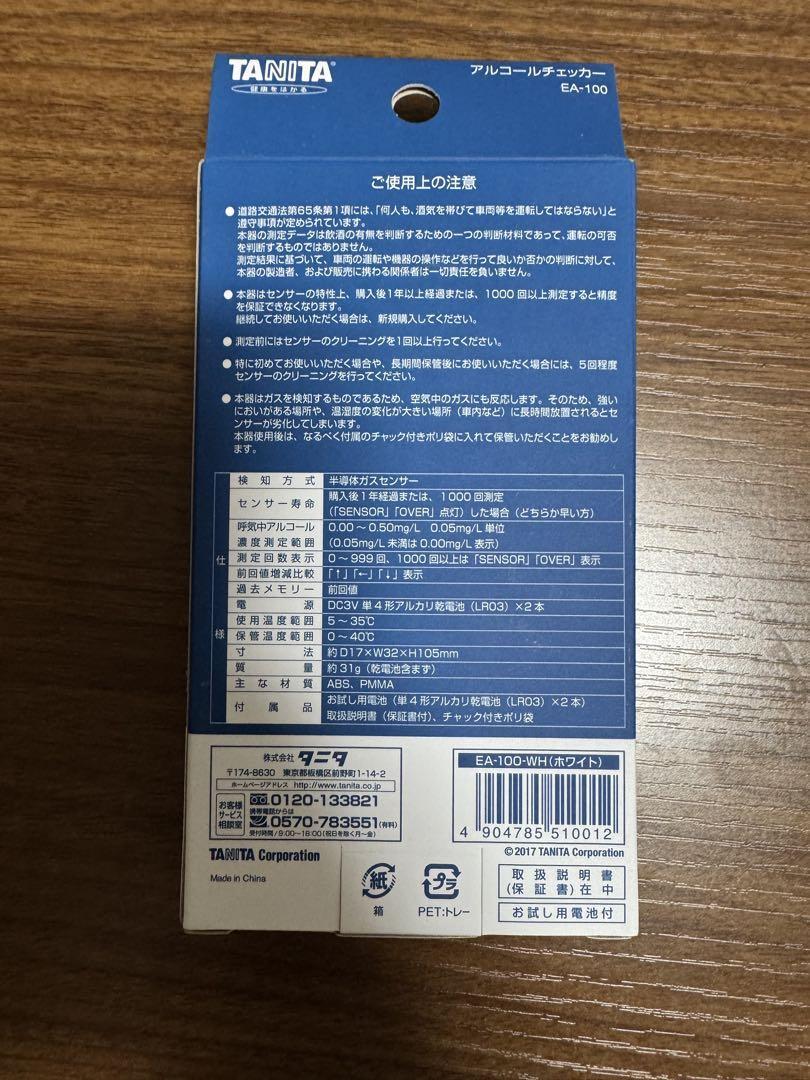 TANITA®
健康をはかる
アルコールチェッカー
EA-100
ご使用上の注意
● 道路交通法第65条第1項には、「何人も、酒気を帯びて車両等を運転してはならない」と
遵守事項が定められています。
本器の測定データは飲酒の有無を判断するための一つの判断材料であって、運転の可否
を判断するものではありません。
測定結果に基づいて、車両の運転や機器の操作などを行って良いか否かの判断に対して、
本器の製造者、および販売に携わる関係者は一切責任を負いません。
● 本器はセンサーの特性上、購入後1年以上経過または、1000回以上測定すると精度
を保証できなくなります。
継続してお使いいただく場合は、新規購入してください。
● 測定前にはセンサーのクリーニングを1回以上行ってください。
● 特に初めてお使いいただく場合や、長期間保管後にお使いいただく場合には、5回程度
センサーのクリーニングを行ってください。
● 本器はガスを検知するものであるため、空気中のガスにも反応します。そのため、強い
においがある場所や、温湿度の変化が大きい場所（車内など）に長時間放置されるとセ
ンサーが劣化してしまいます。
本器使用後は、なるべく付属のチャック付きポリ袋に入れて保管いただくことをお勧めし
ます。
仕様
検知方式 半導体ガスセンサー
センサー寿命 購入後1年経過または、1000回測定
（「SENSOR」「OVER」点灯）した場合（どちらか早い方）
呼気中アルコール 0.00～0.50mg/L 0.05mg/L単位
濃度測定範囲 （0.05mg/L未満は0.00mg/L表示）
測定回数表示 0～999回、1000回以上は「SENSOR」「OVER」表示
前回値増減比較 「↑」「←」「↓」表示
過去メモリー 前回値
電源 DC3V 単4形アルカリ乾電池（LR03）×2本
使用温度範囲 5～35℃
保管温度範囲 0～40℃
寸法 約D17×W32×H105mm
質量 約31g（乾電池含まず）
主な材質 ABS、PMMA
付属品 お試し用電池（単4形アルカリ乾電池（LR03）×2本）
取扱説明書（保証書付）、チャック付きポリ袋
株式会社 タニタ
〒174-8630 東京都板橋区前野町1-14-2
ホームページアドレス http://www.tanita.co.jp
お客様
サービス
相談室
0120-133821
携帯電話からは
0570-783551(有料)
受付時間／9:00～18:00(祝日を除く月～金)
TANITA Corporation
Made in China
EA-100-WH(ホワイト)
4 904785 510012
© 2017 TANITA Corporation
紙
箱
プラ
PET:トレー
取扱説明書
(保証書)在中
お試し用電池付